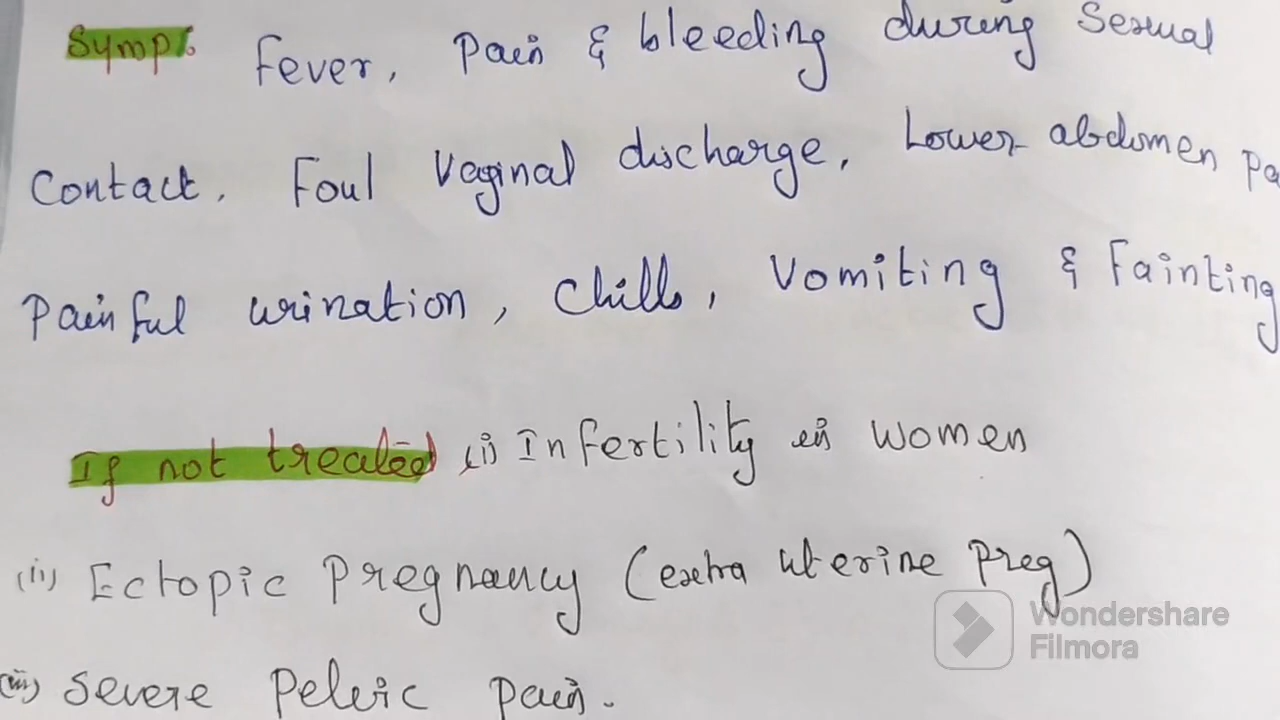 Symp:
Fever, Pain & bleeding during Sexual
Contact, Foul Vaginal discharge, Lower abdomen Pa
Painful urination, Chills, Vomiting & Fainting
If not treated (i) Infertility in Women
(ii) Ectopic Pregnancy (extra uterine Preg)
(iii) Severe Pelvic Pain.
Wondershare
Filmora